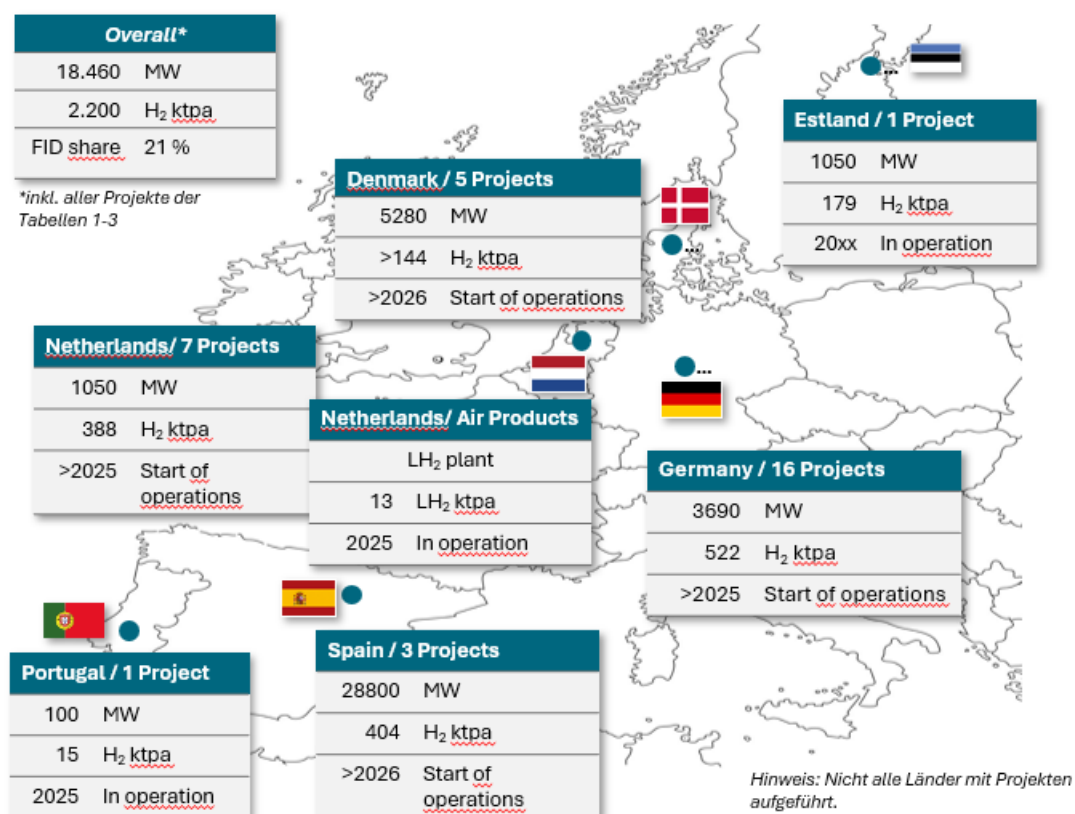 Overall*
18.460 MW
2.200 H₂ ktpa
FID share 21 %
*inkl. aller Projekte der
Tabellen 1-3
...
Estland / 1 Project
1050 MW
179 H₂ ktpa
20xx In operation
Denmark / 5 Projects
5280 MW
>144 H₂ ktpa
>2026 Start of operations
...
Netherlands/ 7 Projects
1050 MW
388 H₂ ktpa
>2025 Start of
operations
...
Netherlands/ Air Products
LH₂ plant
13 LH₂ ktpa
2025 In operation
Germany / 16 Projects
3690 MW
522 H₂ ktpa
>2025 Start of operations
Portugal / 1 Project
100 MW
15 H₂ ktpa
2025 In operation
Spain / 3 Projects
28800 MW
404 H₂ ktpa
>2026 Start of
operations
Hinweis: Nicht alle Länder mit Projekten
aufgeführt.